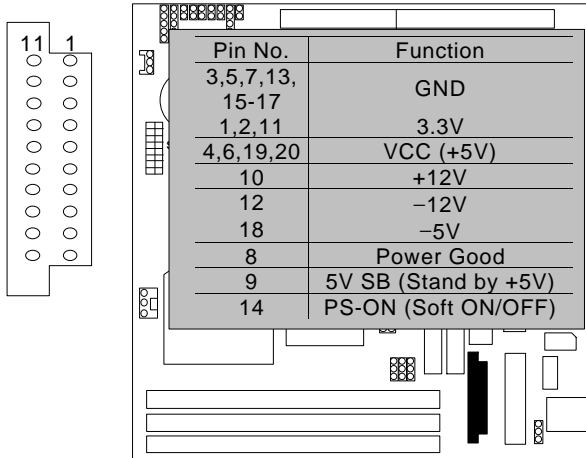 11 1
Pin No. Function
3,5,7,13,
15-17 GND
1,2,11 3.3V
4,6,19,20 VCC (+5V)
10 +12V
12 −12V
18 −5V
8 Power Good
9 5V SB (Stand by +5V)
14 PS-ON (Soft ON/OFF)